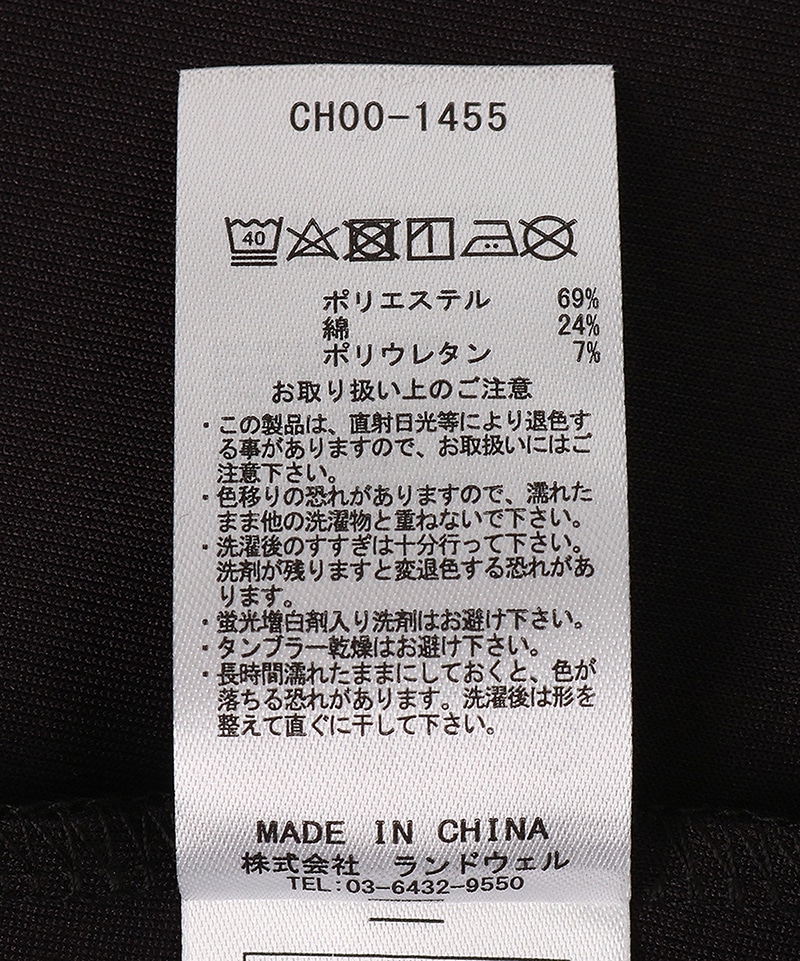 CH00-1455
40
ポリエステル 69%
綿 24%
ポリウレタン 7%
お取り扱い上のご注意
・この製品は、直射日光等により退色す
る事がありますので、お取扱いにはご
注意下さい。
・色移りの恐れがありますので、濡れた
まま他の洗濯物と重ねないで下さい。
・洗濯後のすすぎは十分行って下さい。
洗剤が残りますと変退色する恐れがあ
ります。
・蛍光増白剤入り洗剤はお避け下さい。
・タンブラー乾燥はお避け下さい。
・長時間濡れたままにしておくと、色が
落ちる恐れがあります。洗濯後は形を
整えて直ぐに干して下さい。
MADE IN CHINA
株式会社 ランドウェル
TEL:03-6432-9550